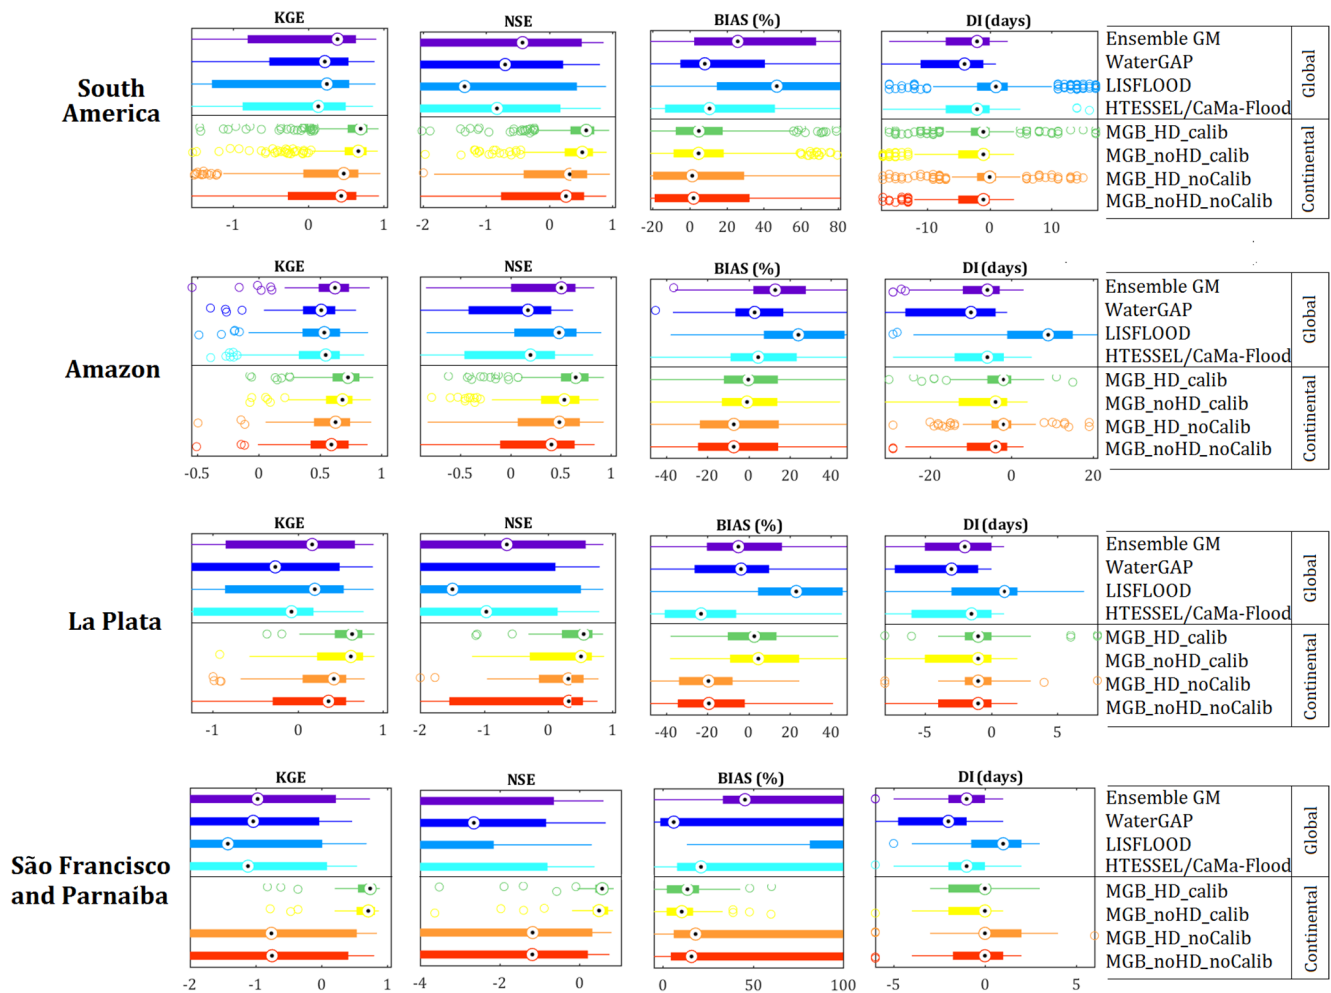 KGE NSE BIAS (%) DI (days)
South America
Ensemble GM
WaterGAP
LISFLOOD
HTESSEL/CaMa-Flood
Global
MGB_HD_calib
MGB_noHD_calib
MGB_HD_noCalib
MGB_noHD_noCalib
Continental
-1 0 1 -2 -1 0 1 -20 0 20 40 60 80 -10 0 10
KGE NSE BIAS (%) DI (days)
Amazon
Ensemble GM
WaterGAP
LISFLOOD
HTESSEL/CaMa-Flood
Global
MGB_HD_calib
MGB_noHD_calib
MGB_HD_noCalib
MGB_noHD_noCalib
Continental
-0.5 0 0.5 1 -0.5 0 0.5 1 -40 -20 0 20 40 -20 0 20
KGE NSE BIAS (%) DI (days)
La Plata
Ensemble GM
WaterGAP
LISFLOOD
HTESSEL/CaMa-Flood
Global
MGB_HD_calib
MGB_noHD_calib
MGB_HD_noCalib
MGB_noHD_noCalib
Continental
-1 0 1 -2 -1 0 1 -40 -20 0 20 40 -5 0 5
KGE NSE BIAS (%) DI (days)
São Francisco
and Parnaíba
Ensemble GM
WaterGAP
LISFLOOD
HTESSEL/CaMa-Flood
Global
MGB_HD_calib
MGB_noHD_calib
MGB_HD_noCalib
MGB_noHD_noCalib
Continental
-2 -1 0 1 -4 -2 0 0 50 100 -5 0 5